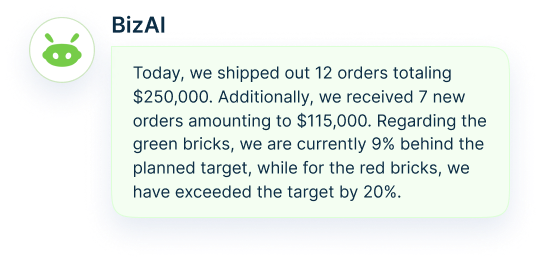 BizAI
Today, we shipped out 12 orders totaling
$250,000. Additionally, we received 7 new
orders amounting to $115,000. Regarding the
green bricks, we are currently 9% behind the
planned target, while for the red bricks, we
have exceeded the target by 20%.